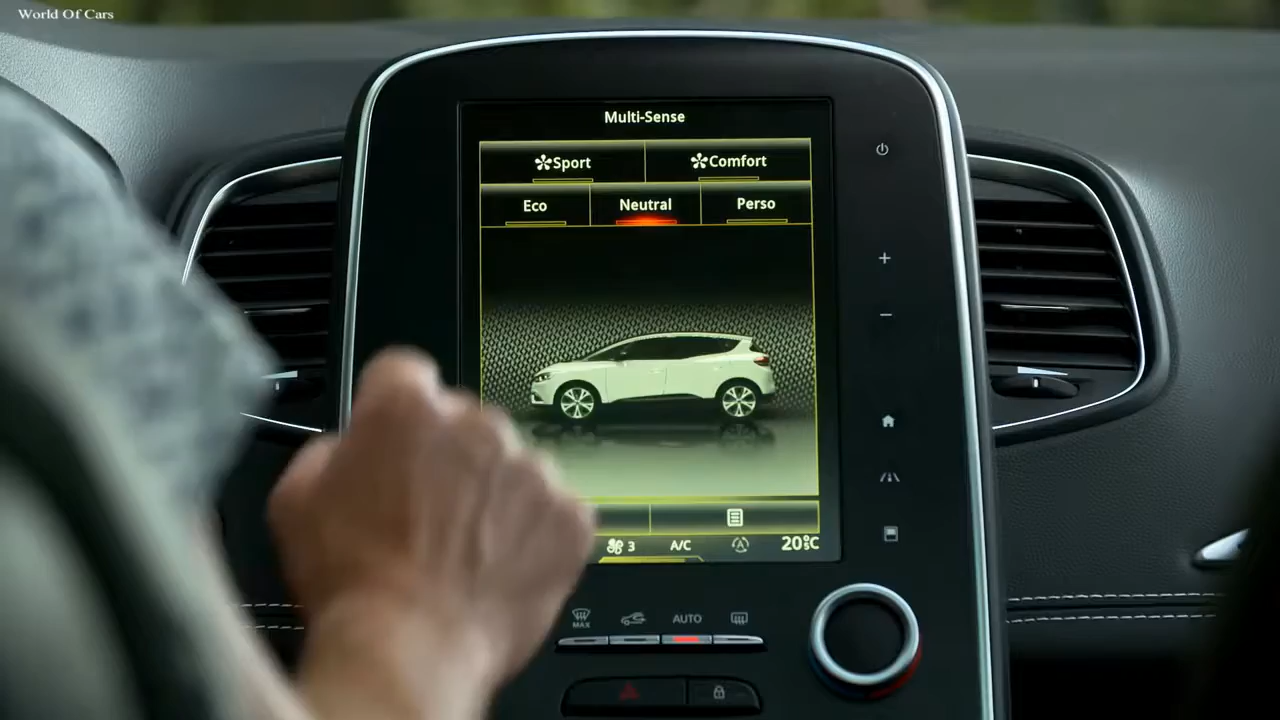 World Of Cars
Multi-Sense
Sport Comfort
Eco Neutral Perso
3 A/C 20°C
MAX AUTO